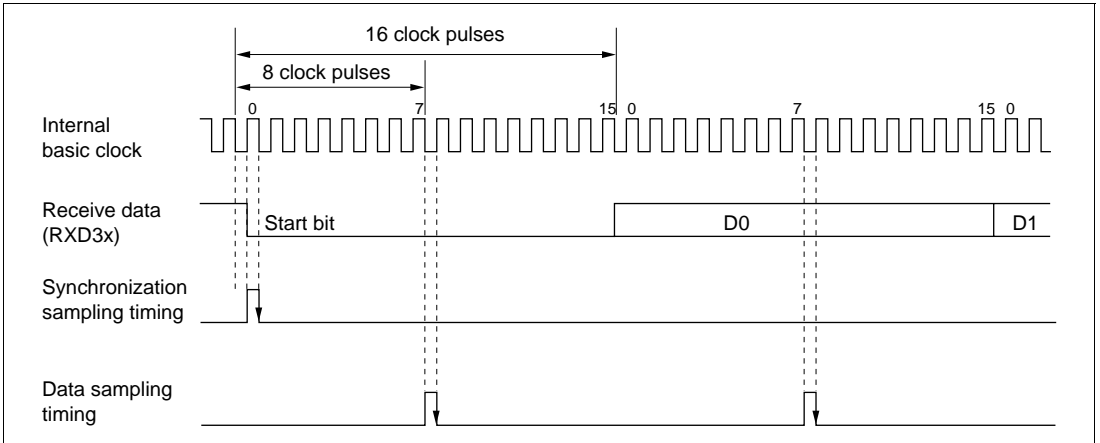 16 clock pulses
8 clock pulses
0 7 15 0 7 15 0
Internal
basic clock
Receive data
(RXD3x)
Start bit D0 D1
Synchronization
sampling timing
Data sampling
timing